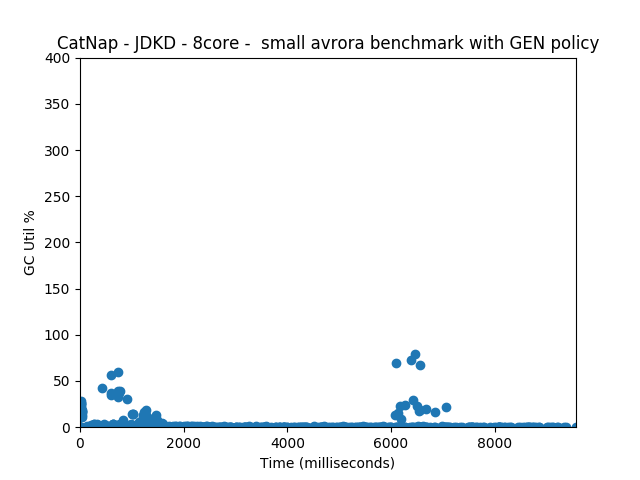 CatNap - JDKD - 8core -  small avrora benchmark with GEN policy
400
350
300
250
200
150
100
50
0
GC Util %
0 2000 4000 6000 8000
Time (milliseconds)